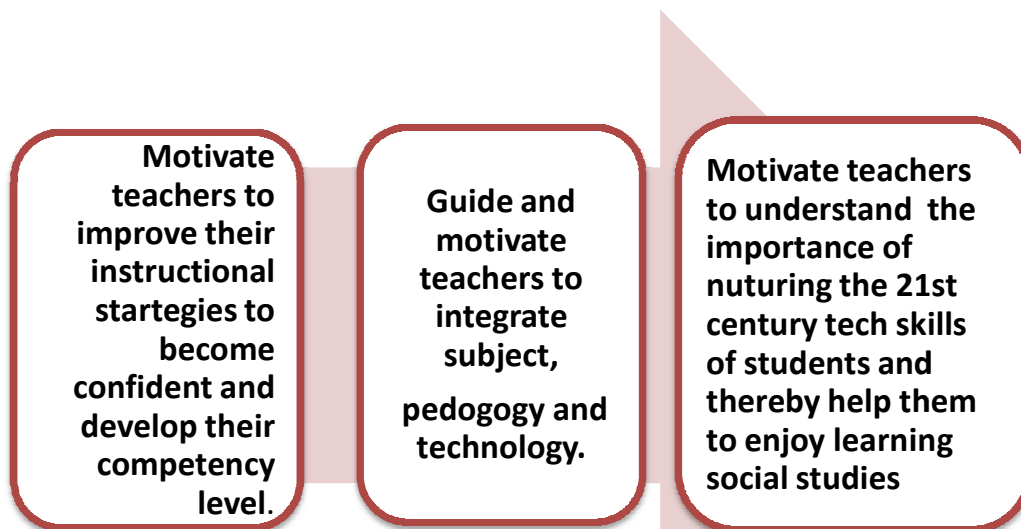 Motivate
teachers to
improve their
instructional
startegies to
become
confident and
develop their
competency
level.
Guide and
motivate
teachers to
integrate
subject,
pedogogy and
technology.
Motivate teachers
to understand  the
importance of
nuturing the 21st
century tech skills
of students and
thereby help them
to enjoy learning
social studies